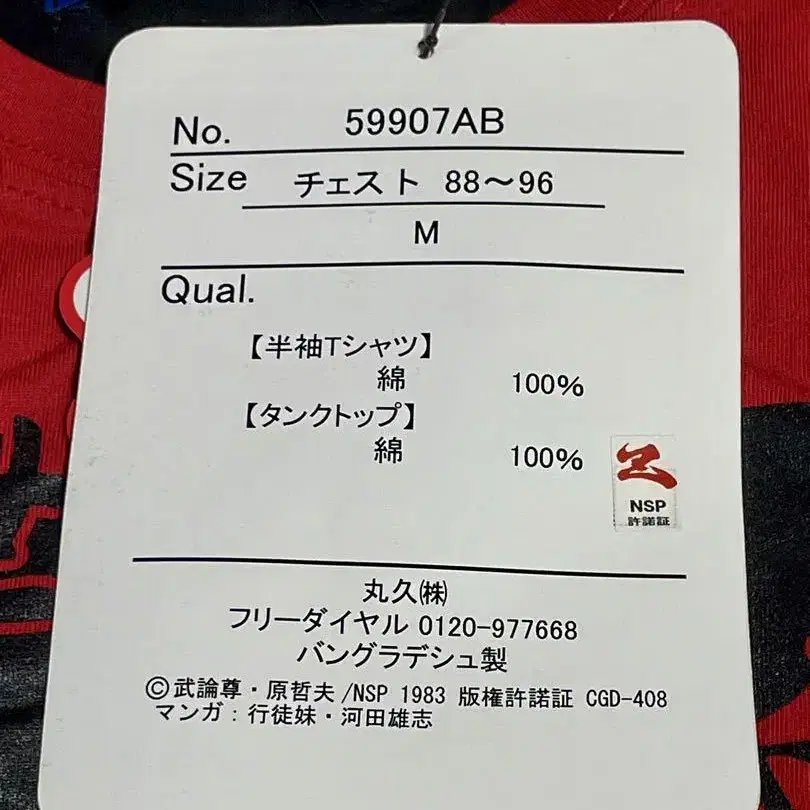 No. 59907AB
Size チェスト 88～96
M
Qual.
【半袖Tシャツ】
綿 100%
【タンクトップ】
綿 100%
NSP
許諾証
丸久㈱
フリーダイヤル 0120-977668
バングラデシュ製
©武論尊・原哲夫/NSP 1983 版権許諾証 CGD-408
マンガ：行徒妹・河田雄志